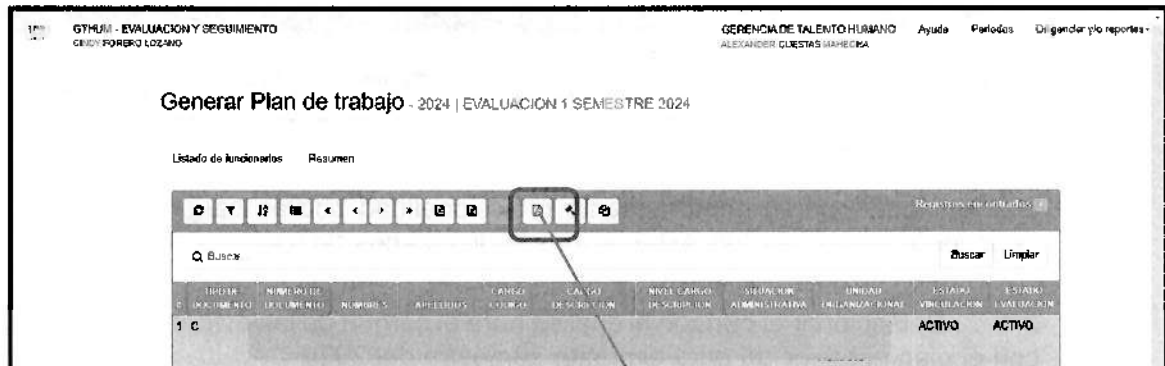 GTHUM - EVALUACION Y SEGUIMIENTO
CINDY FORERO LOZANO
GERENCIA DE TALENTO HUMANO
ALEXANDER CUESTAS MAHECHA
Ayuda Periodos Diligenciar y/o reportes
Generar Plan de trabajo - 2024 | EVALUACION 1 SEMESTRE 2024
Listado de funcionarios Resumen
Registros encontrados
Buscar
Buscar Limpiar
# TIPO DE DOCUMENTO NUMERO DE DOCUMENTO NOMBRES APELLIDOS CARGO CODIGO CARGO DESCRIPCION NIVEL CARGO DESCRIPCION SITUACION ADMINISTRATIVA UNIDAD ORGANIZACIONAL ESTADO VINCULACION ESTADO EVALUACION
1 C ACTIVO ACTIVO